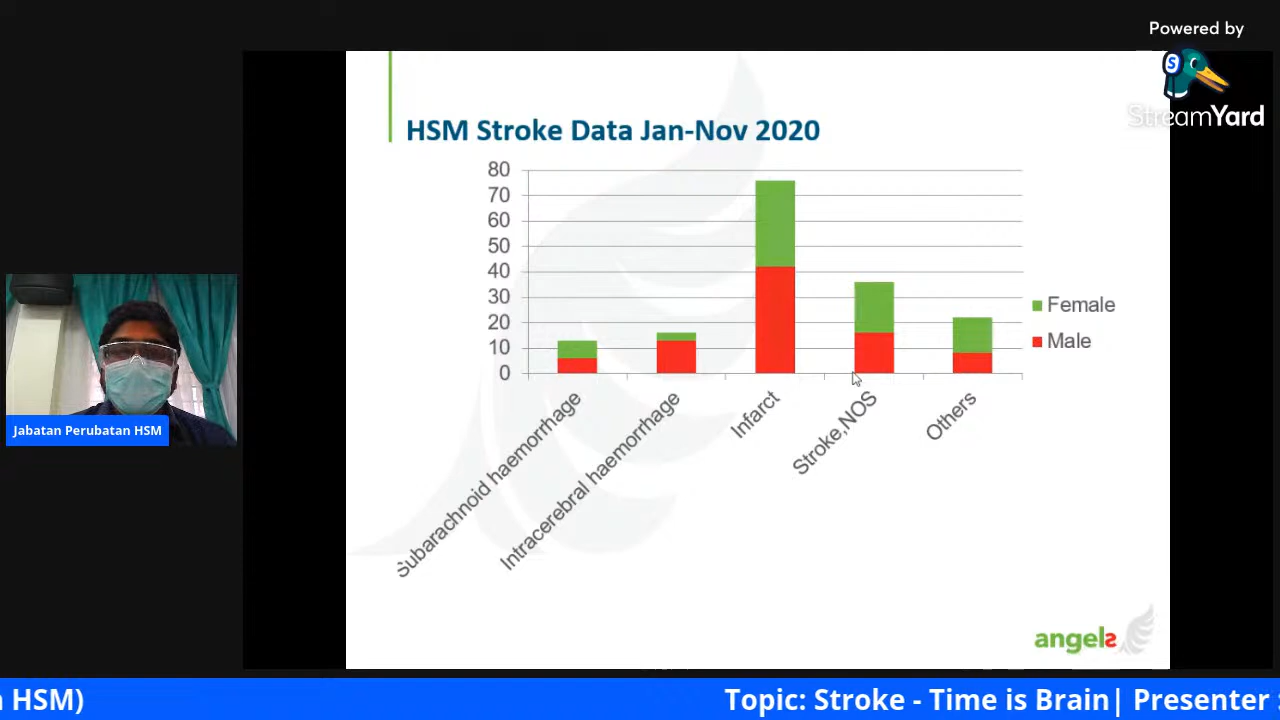 Powered by
S
StreamYard
HSM Stroke Data Jan-Nov 2020
80
70
60
50
40
30
20
10
0
Subarachnoid haemorrhage
Intracerebral haemorrhage
Infarct
Stroke,NOS
Others
Female
Male
Jabatan Perubatan HSM
angels
HSM) Topic: Stroke - Time is Brain| Presenter